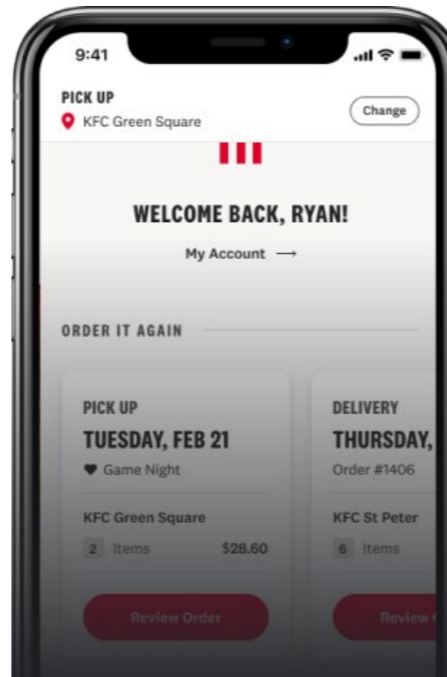 9:41
PICK UP
KFC Green Square
Change
WELCOME BACK, RYAN!
My Account →
ORDER IT AGAIN
PICK UP
TUESDAY, FEB 21
Game Night
KFC Green Square
2 Items $28.60
Review Order
DELIVERY
THURSDAY,
Order #1406
KFC St Peter
6 Items
Review